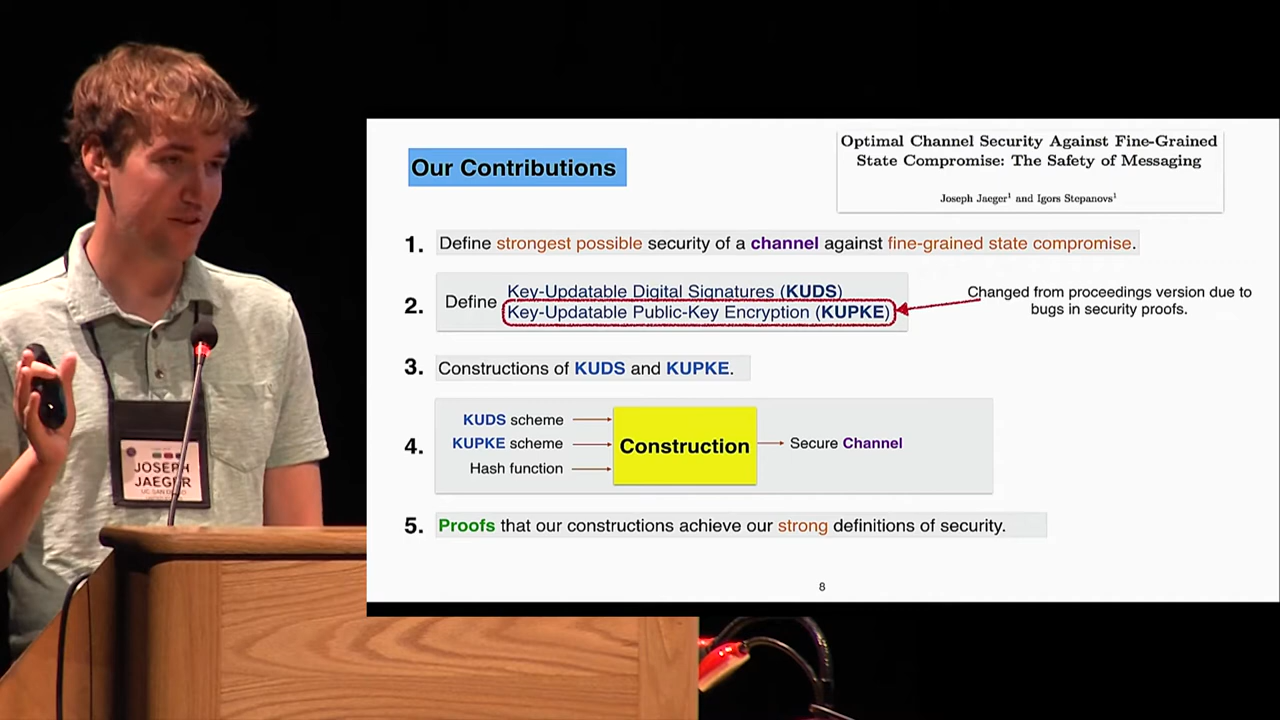 Our Contributions
Optimal Channel Security Against Fine-Grained
State Compromise: The Safety of Messaging
Joseph Jaeger¹ and Igors Stepanovs¹
1. Define strongest possible security of a channel against fine-grained state compromise.
2. Define
Key-Updatable Digital Signatures (KUDS)
Key-Updatable Public-Key Encryption (KUPKE)
Changed from proceedings version due to
bugs in security proofs.
3. Constructions of KUDS and KUPKE.
4.
KUDS scheme
KUPKE scheme
Hash function
Construction
Secure Channel
5. Proofs that our constructions achieve our strong definitions of security.
8
JOSEPH
JAEGER